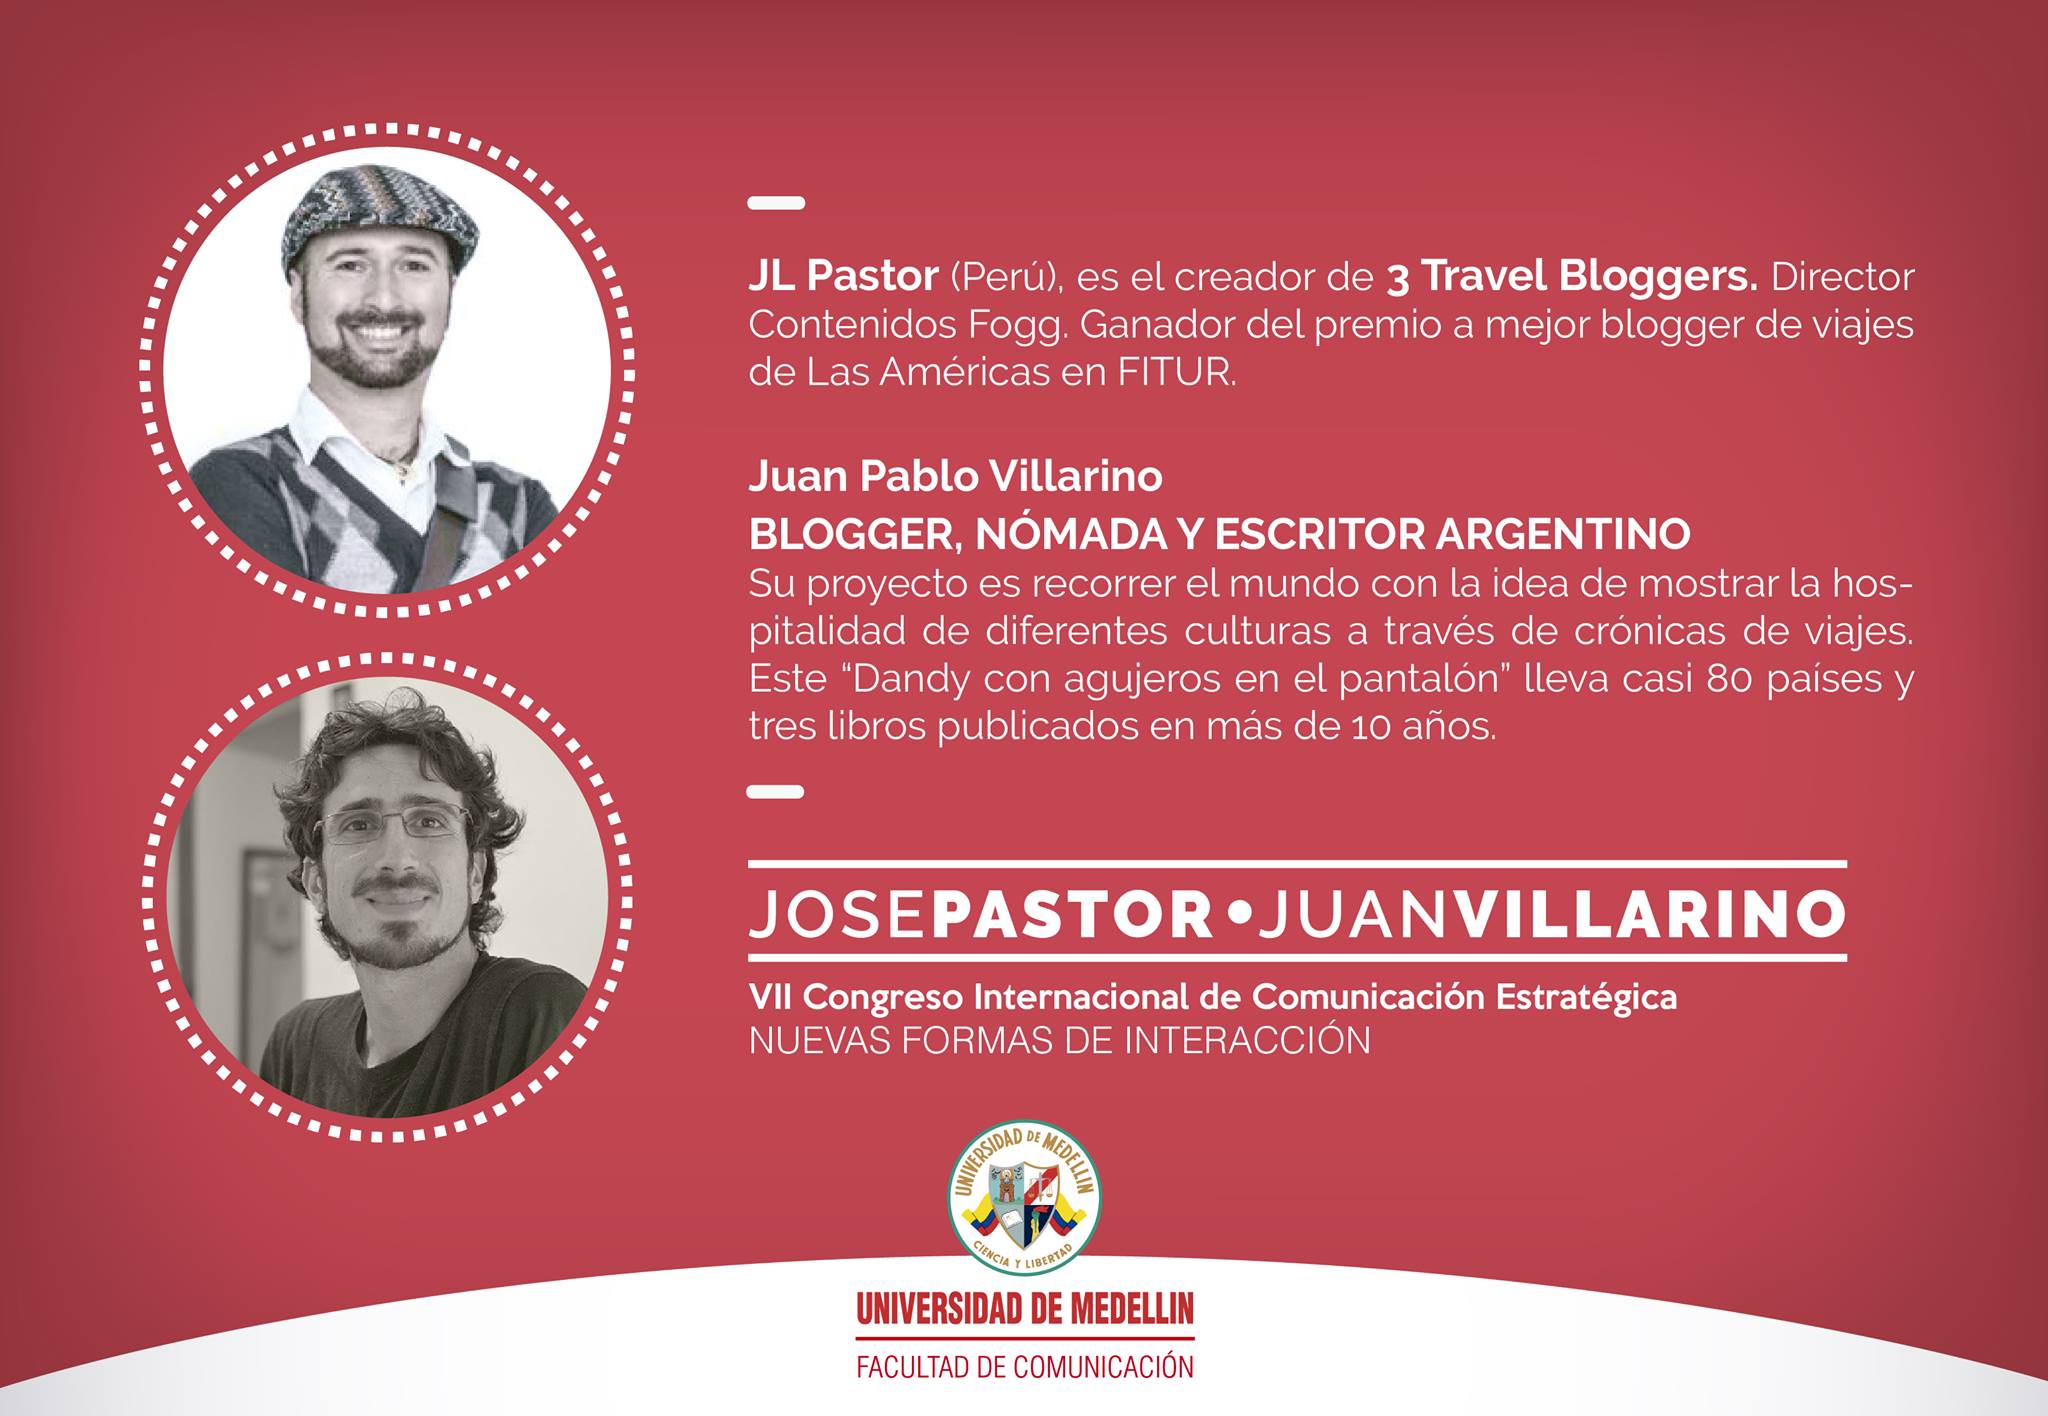 JL Pastor (Perú), es el creador de 3 Travel Bloggers. Director
Contenidos Fogg. Ganador del premio a mejor blogger de viajes
de Las Américas en FITUR.
Juan Pablo Villarino
BLOGGER, NÓMADA Y ESCRITOR ARGENTINO
Su proyecto es recorrer el mundo con la idea de mostrar la hos-
pitalidad de diferentes culturas a través de crónicas de viajes.
Este “Dandy con agujeros en el pantalón” lleva casi 80 países y
tres libros publicados en más de 10 años.
JOSEPASTOR•JUANVILLARINO
VII Congreso Internacional de Comunicación Estratégica
NUEVAS FORMAS DE INTERACCIÓN
UNIVERSIDAD DE MEDELLIN
CIENCIA Y LIBERTAD
UNIVERSIDAD DE MEDELLIN
FACULTAD DE COMUNICACIÓN